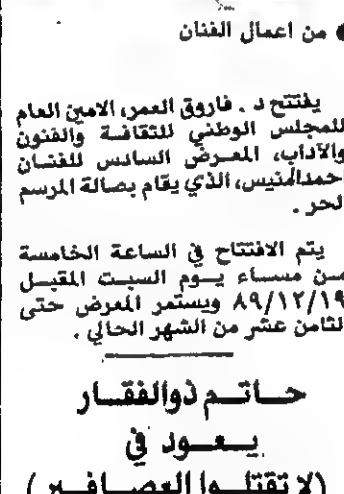 ● من اعمال الفنان
يفتتح د . فاروق العمر، الامين العام
للمجلس الوطني للثقافة والفنون
والآداب، المعرض السادس للفنان
احمدالمنيس، الذي يقام بصالة المرسم
الحر .
يتم الافتتاح في الساعة الخامسة
من مساء يوم السبت المقبل
٨٩/١٢/١٩ ويستمر المعرض حتى
الثامن عشر من الشهر الحالي .
حاتم ذوالفقار
يعود في
(لا تقتلوا العصافير)